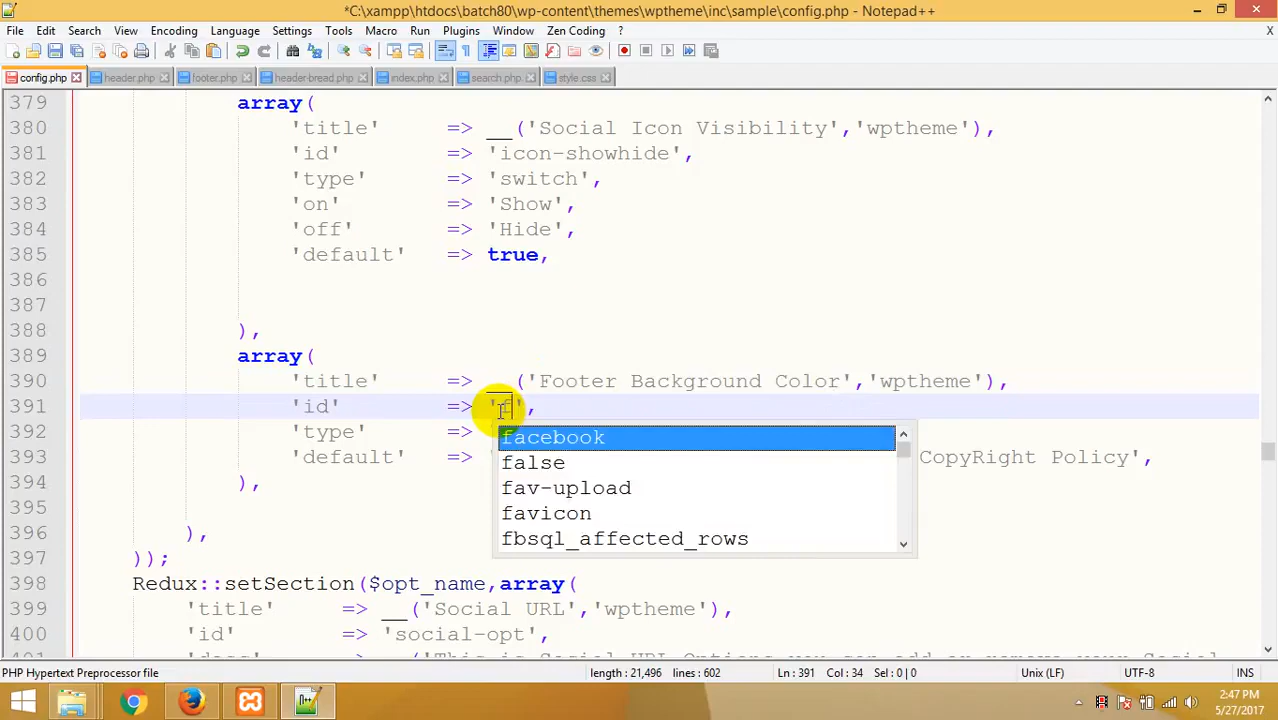 *C:\xampp\htdocs\batch80\wp-content\themes\wptheme\inc\sample\config.php - Notepad++
File Edit Search View Encoding Language Settings Tools Macro Run Plugins Window Zen Coding ? X
config.php header.php footer.php header-bread.php index.php search.php style.css
379 array(
380 'title' => __('Social Icon Visibility','wptheme'),
381 'id' => 'icon-showhide',
382 'type' => 'switch',
383 'on' => 'Show',
384 'off' => 'Hide',
385 'default' => true,
386
387
388 ),
389 array(
390 'title' => __('Footer Background Color','wptheme'),
391 'id' => 'f',
392 'type' =>
393 'default' => CopyRight Policy',
394 ),
395
396 ),
397 ));
398 Redux::setSection($opt_name,array(
399 'title' => __('Social URL','wptheme'),
400 'id' => 'social-opt',
facebook
false
fav-upload
favicon
fbsql_affected_rows
PHP Hypertext Preprocessor file length : 21,496 lines : 602 Ln : 391 Col : 34 Sel : 0 | 0 Unix (LF) UTF-8 INS
2:47 PM
5/27/2017